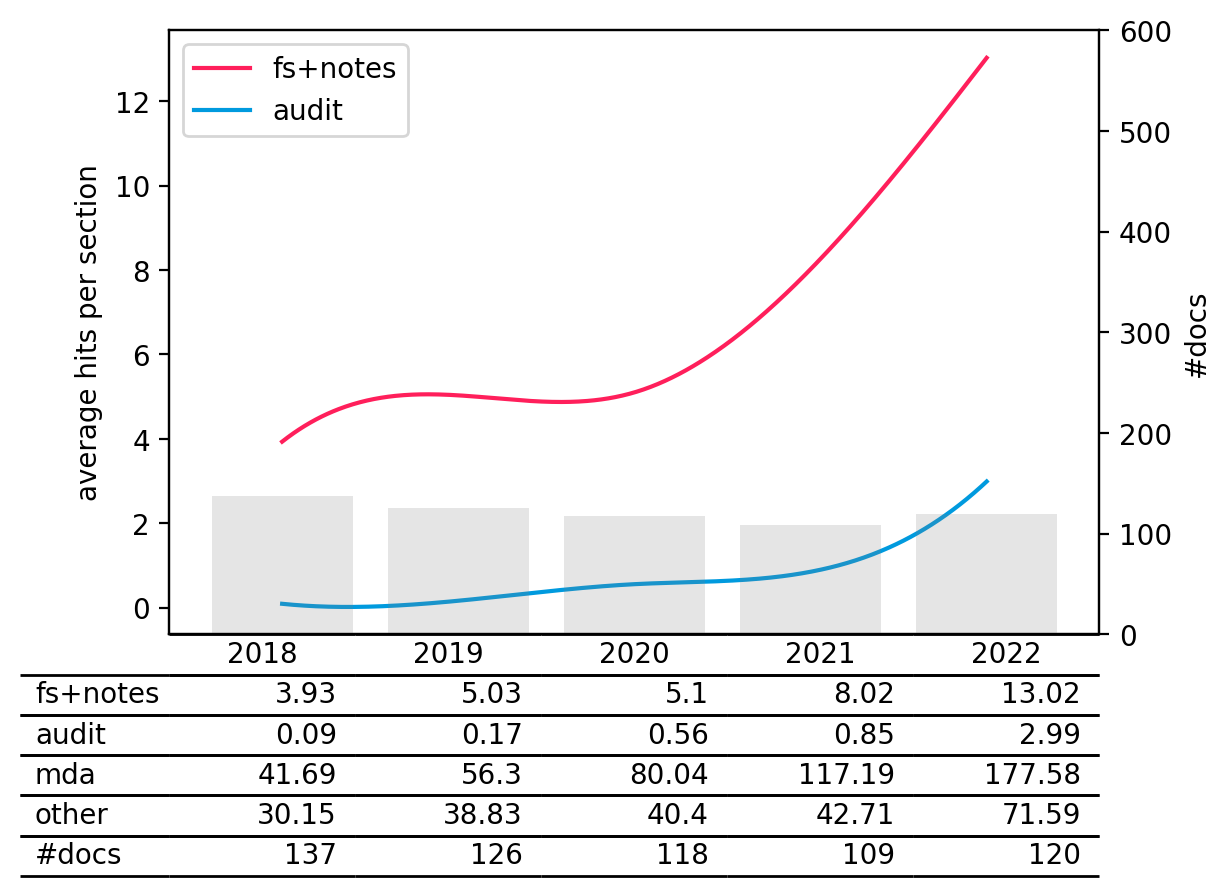 fs+notes
audit
average hits per section
12
10
8
6
4
2
0
600
500
400
300
200
100
0
#docs
2018 2019 2020 2021 2022
fs+notes 3.93 5.03 5.1 8.02 13.02
audit 0.09 0.17 0.56 0.85 2.99
mda 41.69 56.3 80.04 117.19 177.58
other 30.15 38.83 40.4 42.71 71.59
#docs 137 126 118 109 120